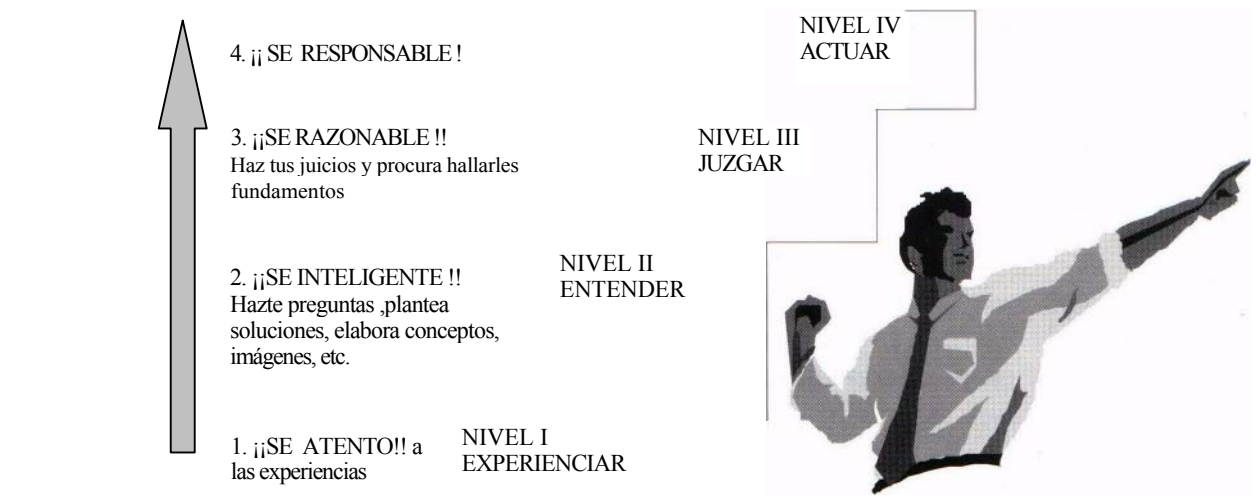 4. ¡¡ SE RESPONSABLE !
NIVEL IV
ACTUAR
3. ¡¡SE RAZONABLE !!
Haz tus juicios y procura hallarles
fundamentos
NIVEL III
JUZGAR
2. ¡¡SE INTELIGENTE !!
Hazte preguntas ,plantea
soluciones, elabora conceptos,
imágenes, etc.
NIVEL II
ENTENDER
1. ¡¡SE ATENTO!! a
las experiencias
NIVEL I
EXPERIENCIAR